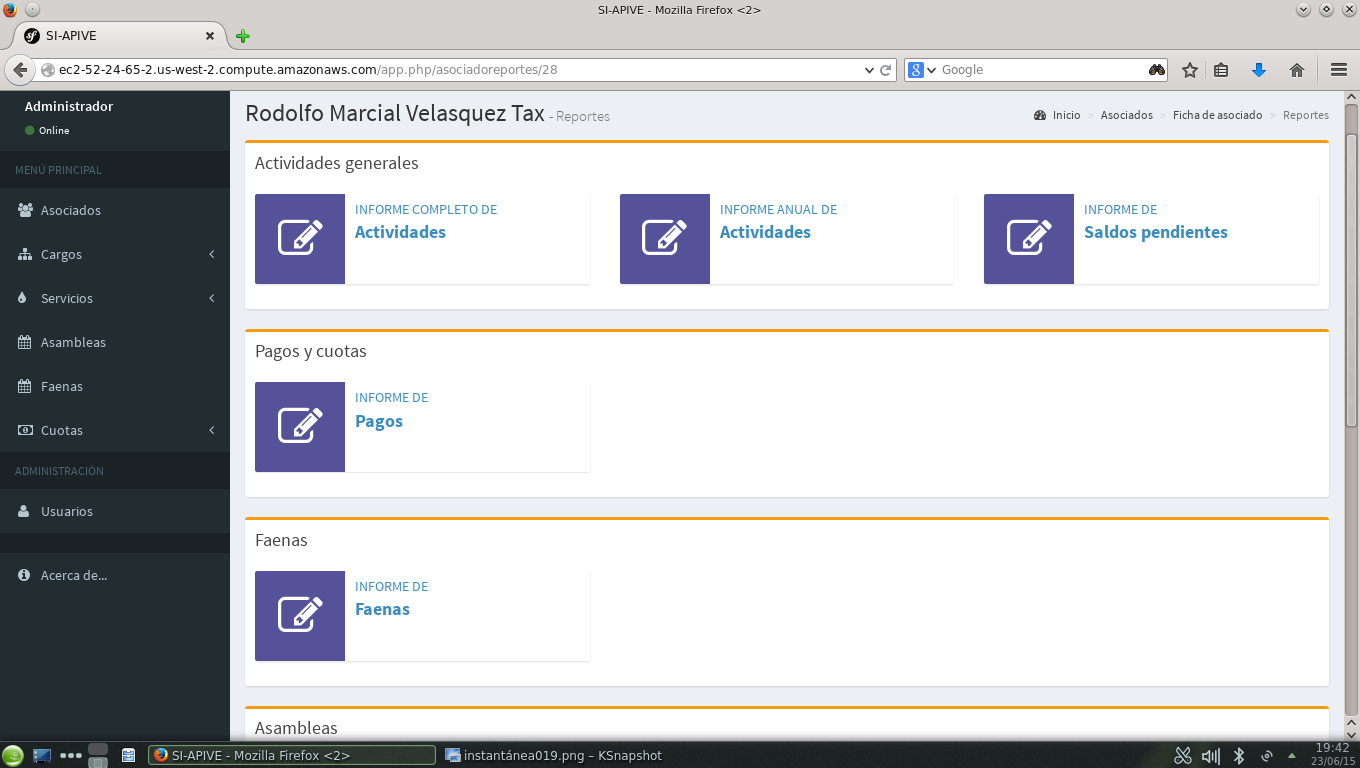 SI-APIVE - Mozilla Firefox <2>
SI-APIVE
ec2-52-24-65-2.us-west-2.compute.amazonaws.com/app.php/asociadoreportes/28
Google
Administrador
Online
MENÚ PRINCIPAL
Asociados
Cargos
Servicios
Asambleas
Faenas
Cuotas
ADMINISTRACIÓN
Usuarios
Acerca de...
Rodolfo Marcial Velasquez Tax - Reportes
Inicio > Asociados > Ficha de asociado > Reportes
Actividades generales
INFORME COMPLETO DE
Actividades
INFORME ANUAL DE
Actividades
INFORME DE
Saldos pendientes
Pagos y cuotas
INFORME DE
Pagos
Faenas
INFORME DE
Faenas
Asambleas
SI-APIVE - Mozilla Firefox <2>
instantánea019.png – KSnapshot
19:42
23/06/15